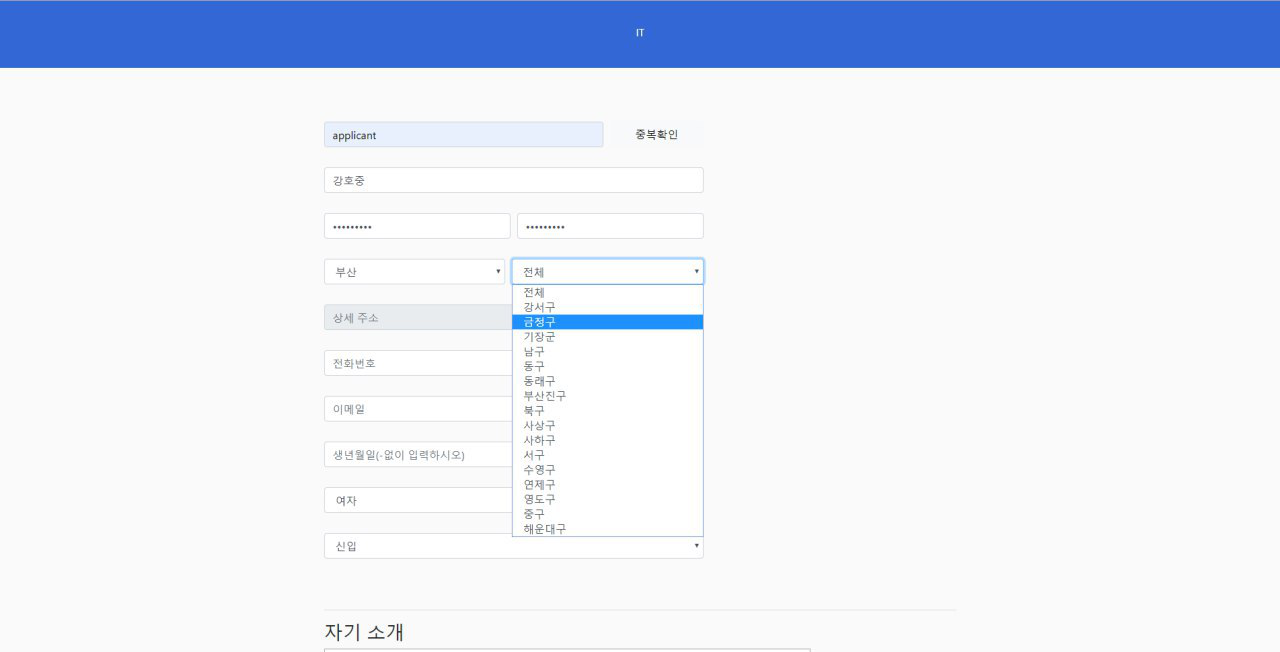 IT
applicant 중복확인
강호중
••••••••• •••••••••
부산 전체
전체
강서구
금정구
기장군
남구
동구
동래구
부산진구
북구
사상구
사하구
서구
수영구
연제구
영도구
중구
해운대구
상세 주소
전화번호
이메일
생년월일(-없이 입력하시오)
여자
신입
자기 소개